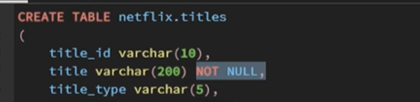 CREATE TABLE netflix.titles
(
title_id varchar(10),
title varchar(200) NOT NULL,
title_type varchar(5),